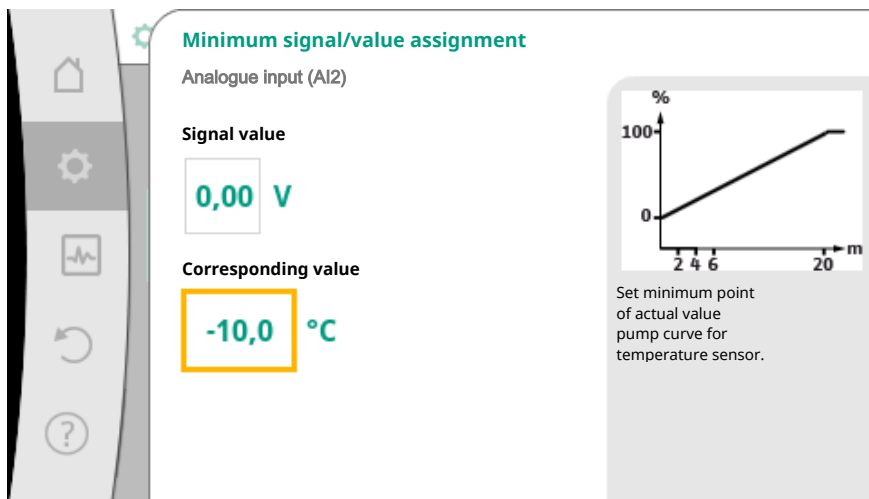 Minimum signal/value assignment
Analogue input (AI2)
Signal value
0,00 V
Corresponding value
-10,0 °C
%
100
0
2 4 6 20 m
Set minimum point
of actual value
pump curve for
temperature sensor.
?